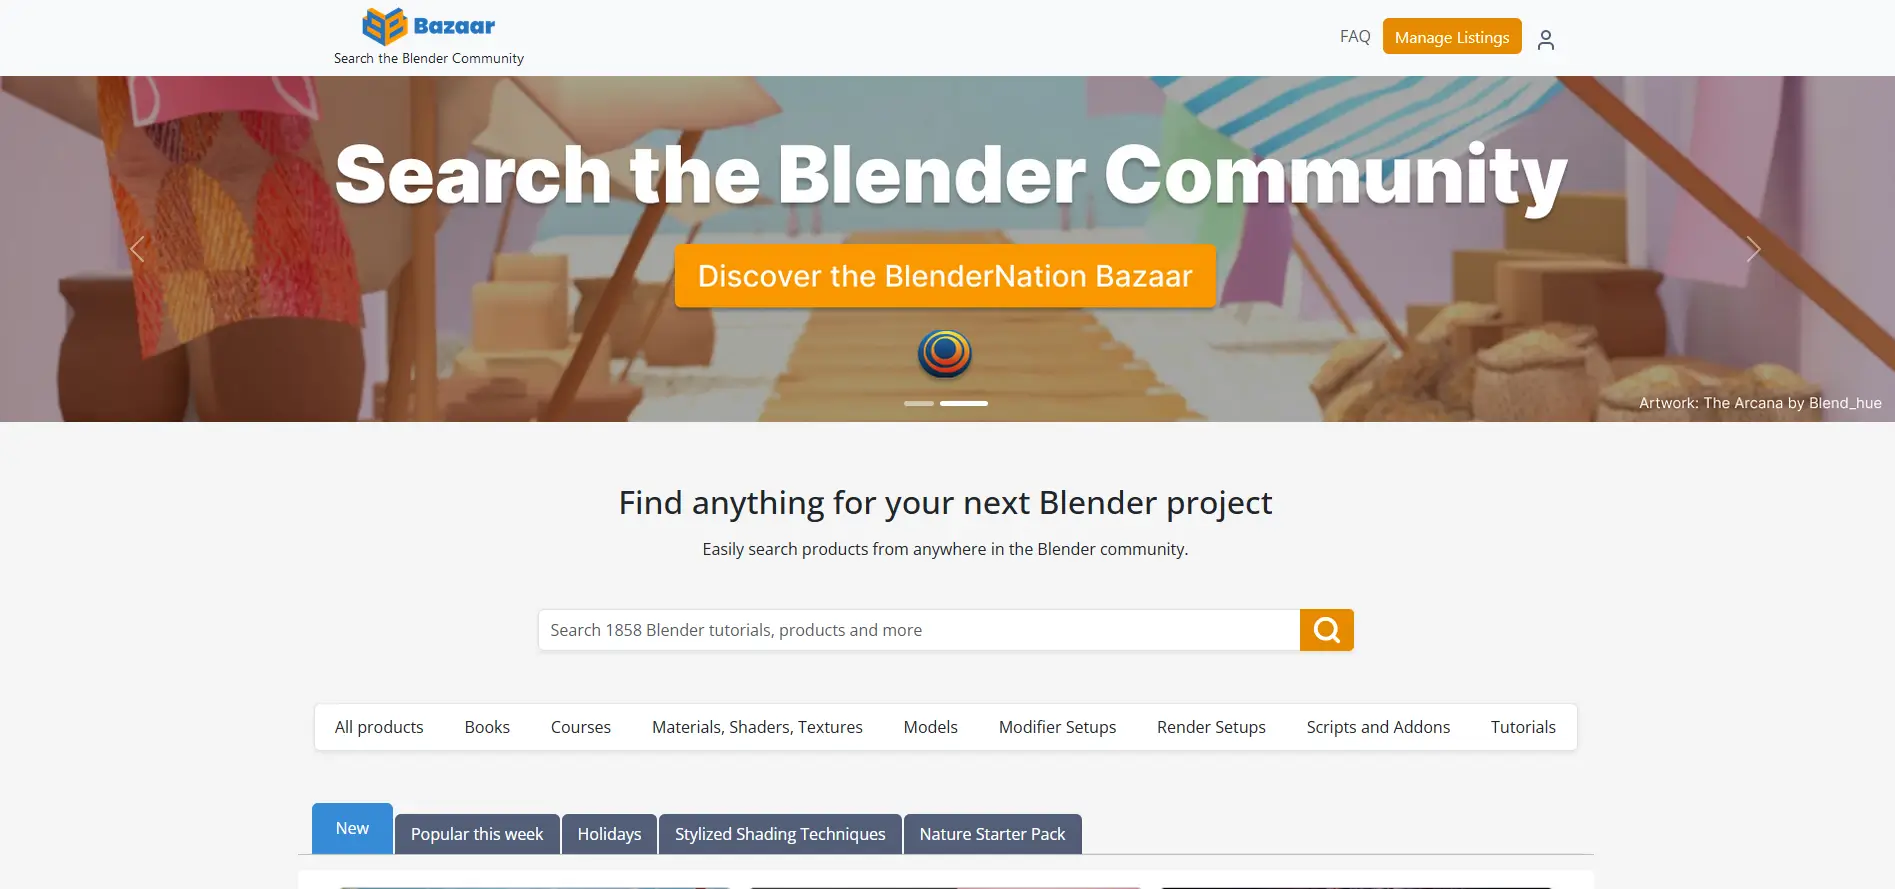 Bazaar
Search the Blender Community
FAQ
Manage Listings
Search the Blender Community
Discover the BlenderNation Bazaar
Artwork: The Arcana by Blend_hue
Find anything for your next Blender project
Easily search products from anywhere in the Blender community.
Search 1858 Blender tutorials, products and more
All products Books Courses Materials, Shaders, Textures Models Modifier Setups Render Setups Scripts and Addons Tutorials
New Popular this week Holidays Stylized Shading Techniques Nature Starter Pack